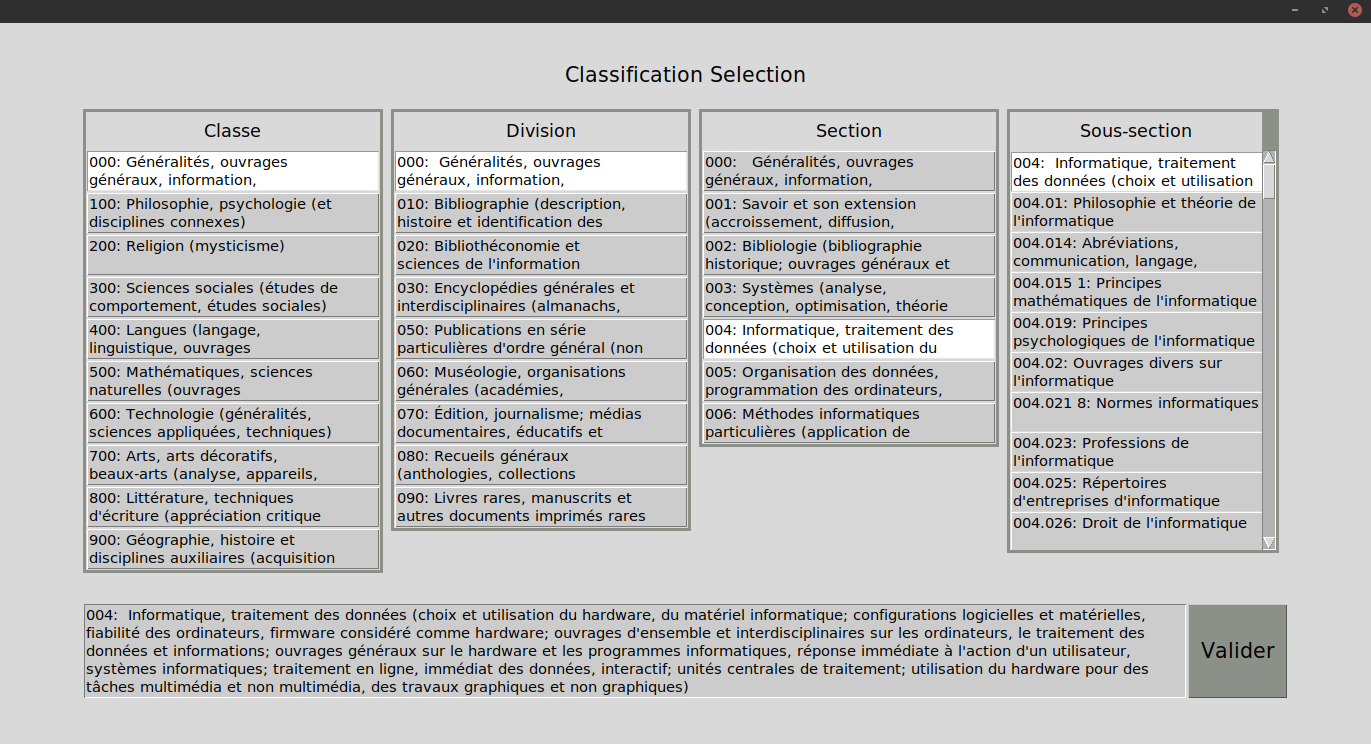 Classification Selection
Classe
000: Généralités, ouvrages
généraux, information,
100: Philosophie, psychologie (et
disciplines connexes)
200: Religion (mysticisme)
300: Sciences sociales (études de
comportement, études sociales)
400: Langues (langage,
linguistique, ouvrages
500: Mathématiques, sciences
naturelles (ouvrages
600: Technologie (généralités,
sciences appliquées, techniques)
700: Arts, arts décoratifs,
beaux-arts (analyse, appareils,
800: Littérature, techniques
d'écriture (appréciation critique
900: Géographie, histoire et
disciplines auxiliaires (acquisition
Division
000:  Généralités, ouvrages
généraux, information,
010: Bibliographie (description,
histoire et identification des
020: Bibliothéconomie et
sciences de l'information
030: Encyclopédies générales et
interdisciplinaires (almanachs,
050: Publications en série
particulières d'ordre général (non
060: Muséologie, organisations
générales (académies,
070: Édition, journalisme; médias
documentaires, éducatifs et
080: Recueils généraux
(anthologies, collections
090: Livres rares, manuscrits et
autres documents imprimés rares
Section
000:   Généralités, ouvrages
généraux, information,
001: Savoir et son extension
(accroissement, diffusion,
002: Bibliologie (bibliographie
historique; ouvrages généraux et
003: Systèmes (analyse,
conception, optimisation, théorie
004: Informatique, traitement des
données (choix et utilisation du
005: Organisation des données,
programmation des ordinateurs,
006: Méthodes informatiques
particulières (application de
Sous-section
004:  Informatique, traitement
des données (choix et utilisation
004.01: Philosophie et théorie de
l'informatique
004.014: Abréviations,
communication, langage,
004.015 1: Principes
mathématiques de l'informatique
004.019: Principes
psychologiques de l'informatique
004.02: Ouvrages divers sur
l'informatique
004.021 8: Normes informatiques
004.023: Professions de
l'informatique
004.025: Répertoires
d'entreprises d'informatique
004.026: Droit de l'informatique
004:  Informatique, traitement des données (choix et utilisation du hardware, du matériel informatique; configurations logicielles et matérielles,
fiabilité des ordinateurs, firmware considéré comme hardware; ouvrages d'ensemble et interdisciplinaires sur les ordinateurs, le traitement des
données et informations; ouvrages généraux sur le hardware et les programmes informatiques, réponse immédiate à l'action d'un utilisateur,
systèmes informatiques; traitement en ligne, immédiat des données, interactif; unités centrales de traitement; utilisation du hardware pour des
tâches multimédia et non multimédia, des travaux graphiques et non graphiques)
Valider